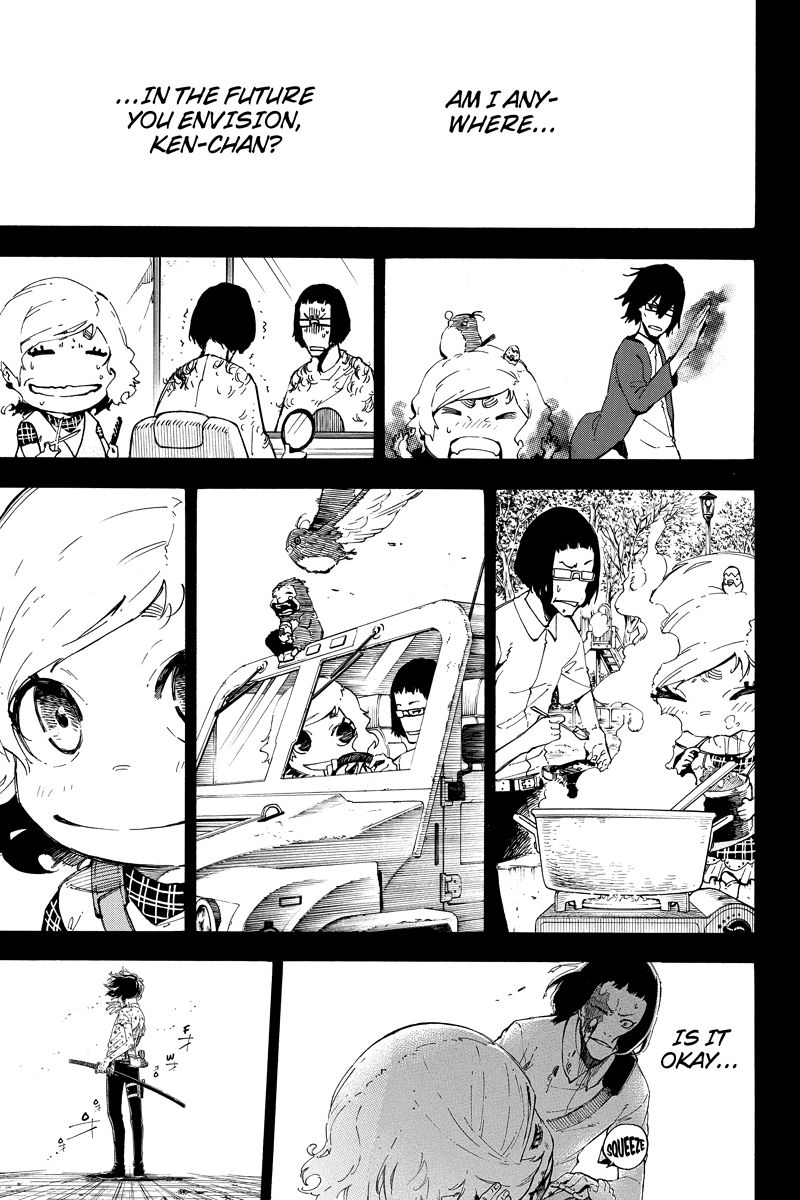 AM I ANY-
WHERE...
...IN THE FUTURE
YOU ENVISION,
KEN-CHAN?
IS IT
OKAY...
SQUEEZE